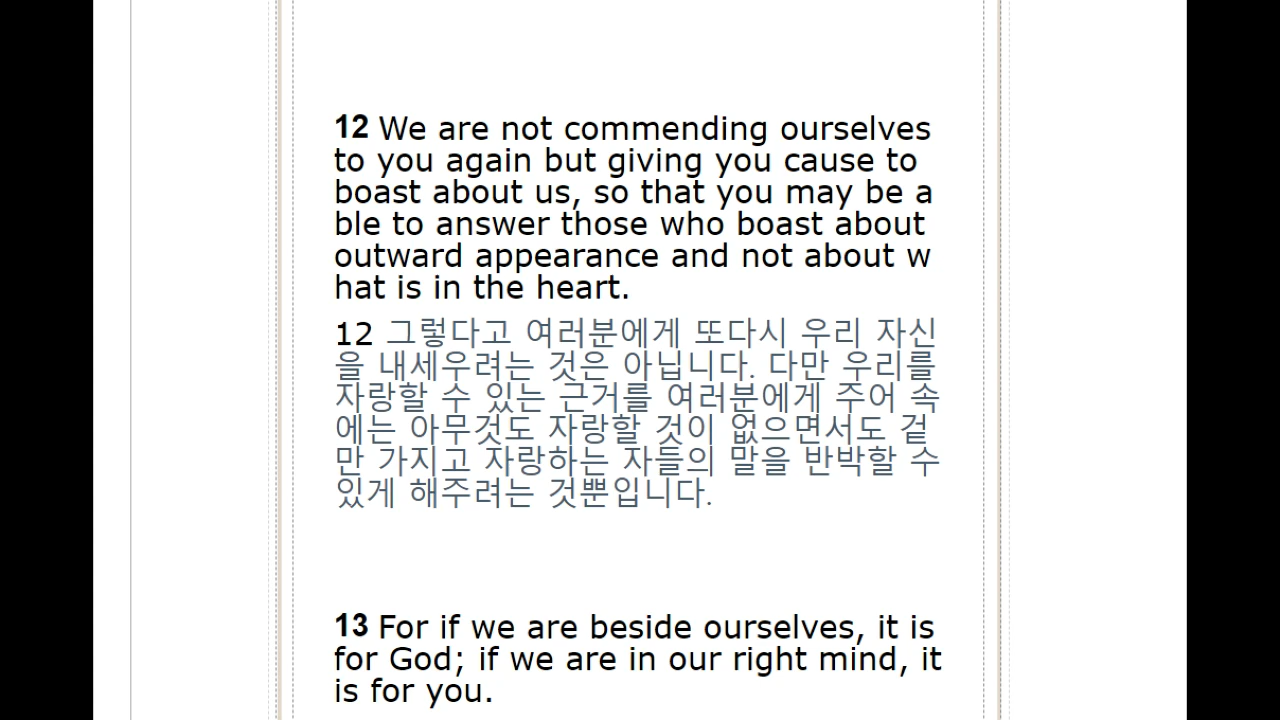 12 We are not commending ourselves
to you again but giving you cause to
boast about us, so that you may be a
ble to answer those who boast about
outward appearance and not about w
hat is in the heart.
12 그렇다고 여러분에게 또다시 우리 자신
을 내세우려는 것은 아닙니다. 다만 우리를
자랑할 수 있는 근거를 여러분에게 주어 속
에는 아무것도 자랑할 것이 없으면서도 겉
만 가지고 자랑하는 자들의 말을 반박할 수
있게 해주려는 것뿐입니다.
13 For if we are beside ourselves, it is
for God; if we are in our right mind, it
is for you.